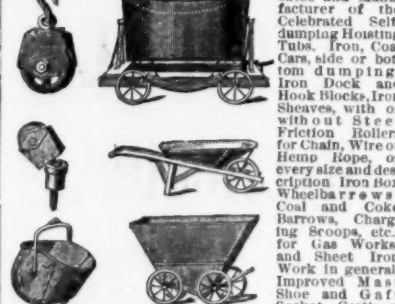 facturer of the
Celebrated Self
dumping Hoisting
Tubs. Iron, Coal
Cars, side or bot
tom dumping
Iron Dock and
Hook Blocks, Iron
Sheaves, with or
without Steel
Friction Roller
for Chain, Wire or
Hemp Rope, of
every size and des
cription Iron Box
Wheelbarrows
Coal and Coke
Barrows, Charg
ing Scoops, etc.
for Gas Works
and Sheet Iron
Work in general
Improved Mast
Shoe and Gaff